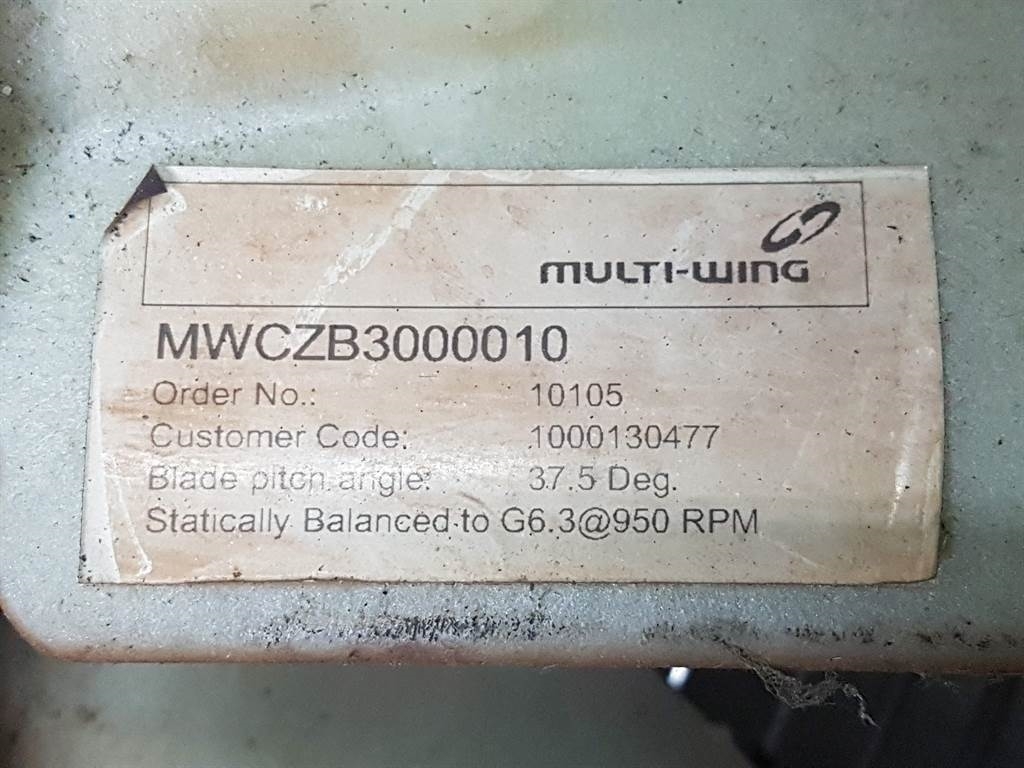 MULTI-WING
MWCZB3000010
Order No.: 10105
Customer Code: 1000130477
Blade pitch angle: 37.5 Deg.
Statically Balanced to G6.3@950 RPM